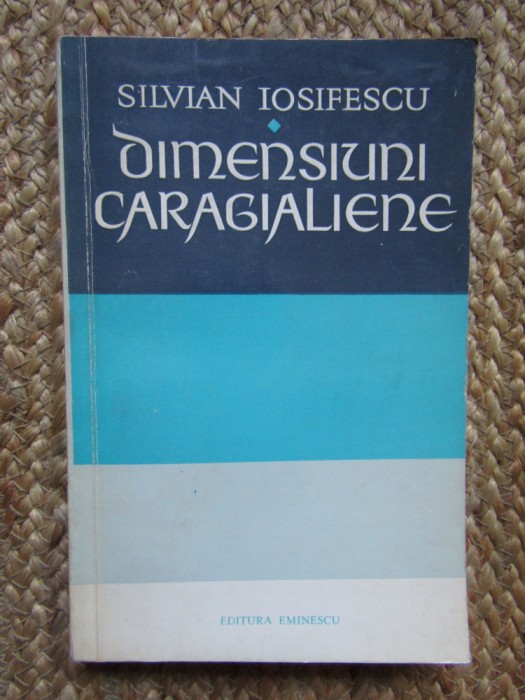 SILVIAN IOSIFESCU
DIMENSIUNI
CARAGIALIENE
EDITURA EMINESCU